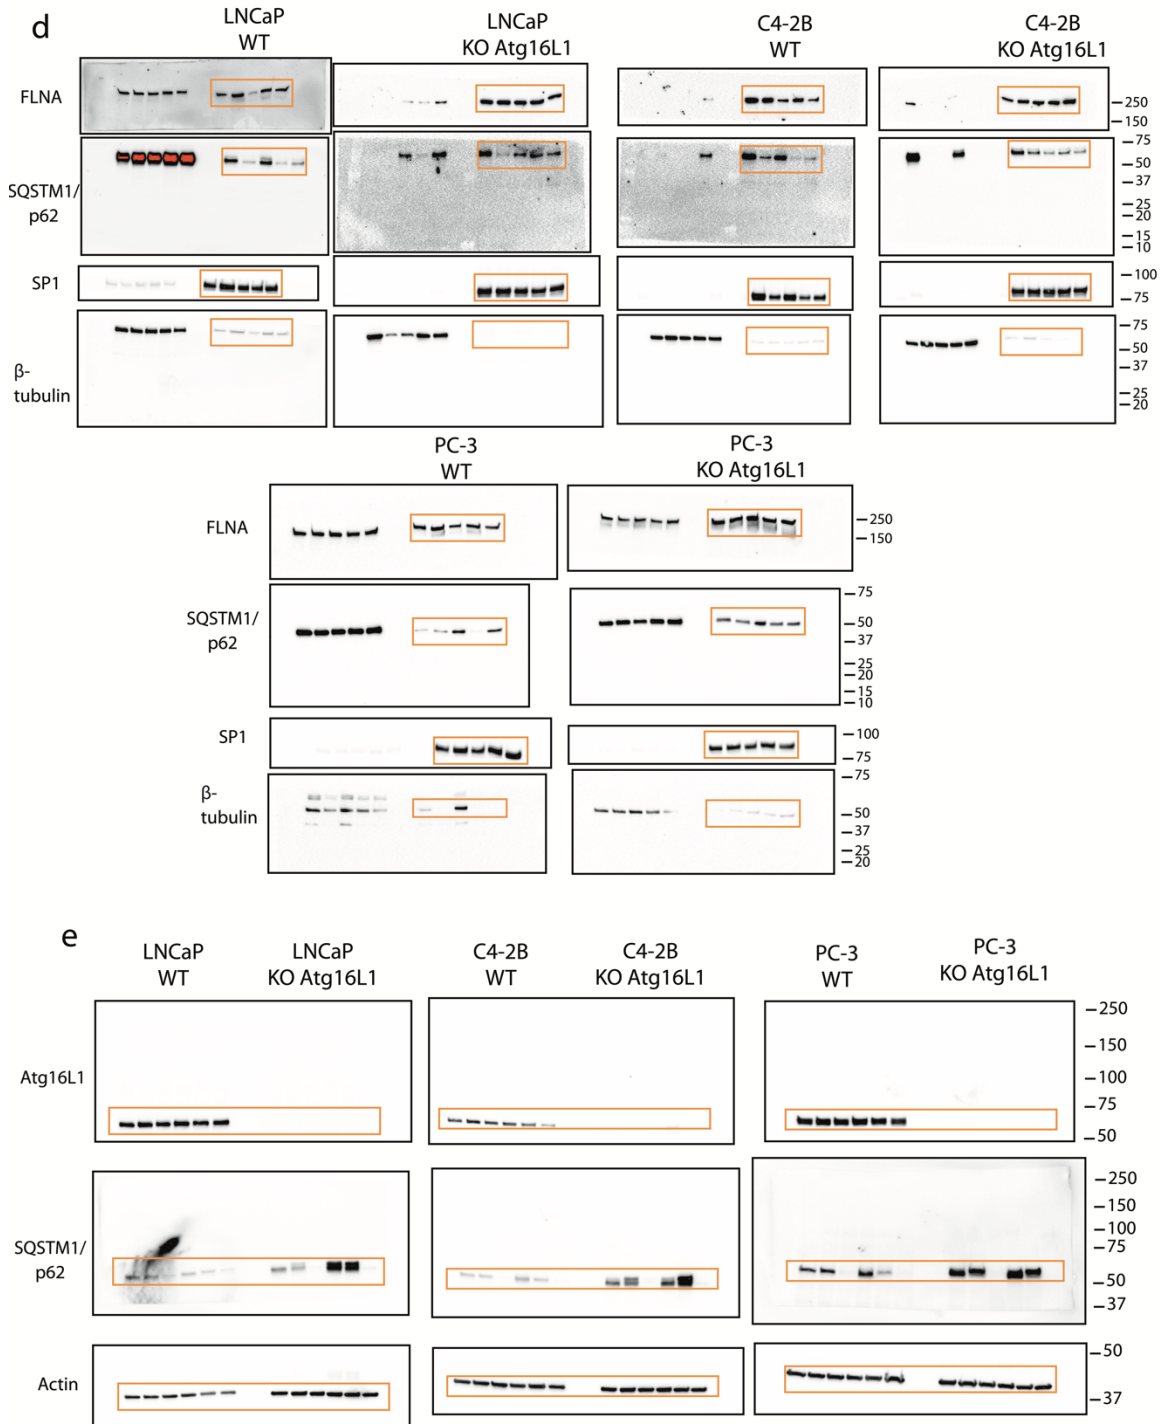 d
LNCaP
WT
LNCaP
KO Atg16L1
C4-2B
WT
C4-2B
KO Atg16L1
FLNA
–250
–150
SQSTM1/
p62
–75
–50
–37
–25
–20
–15
–10
SP1
–100
–75
β-
tubulin
–75
–50
–37
–25
–20
PC-3
WT
PC-3
KO Atg16L1
FLNA
–250
–150
SQSTM1/
p62
–75
–50
–37
–25
–20
–15
–10
SP1
–100
–75
β-
tubulin
–75
–50
–37
–25
–20
e
LNCaP
WT
LNCaP
KO Atg16L1
C4-2B
WT
C4-2B
KO Atg16L1
PC-3
WT
PC-3
KO Atg16L1
Atg16L1
–250
–150
–100
–75
–50
SQSTM1/
p62
–250
–150
–100
–75
–50
–37
Actin
–50
–37